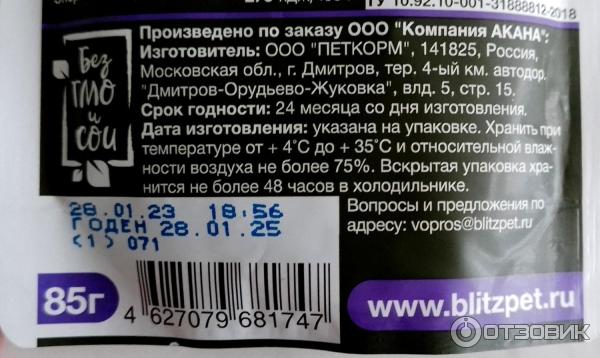 ТУ 10.92.10-001-31888812-2018
Произведено по заказу ООО "Компания АКАНА":
Изготовитель: ООО "ПЕТКОРМ", 141825, Россия,
Московская обл., г. Дмитров, тер. 4-ый км. автодор.
"Дмитров-Орудьево-Жуковка", влд. 5, стр. 15.
Срок годности: 24 месяца со дня изготовления.
Дата изготовления: указана на упаковке. Хранить при
температуре от + 4°С до + 35°С и относительной влаж-
ности воздуха не более 75%. Вскрытая упаковка хра-
нится не более 48 часов в холодильнике.
Без
ГМО
и
сои
28.01.23 18:56
ГОДЕН 28.01.25
<1> 071
Вопросы и предложения по
адресу: vopros@blitzpet.ru
85г
4 627079 681747
www.blitzpet.ru
ОТЗОВИК